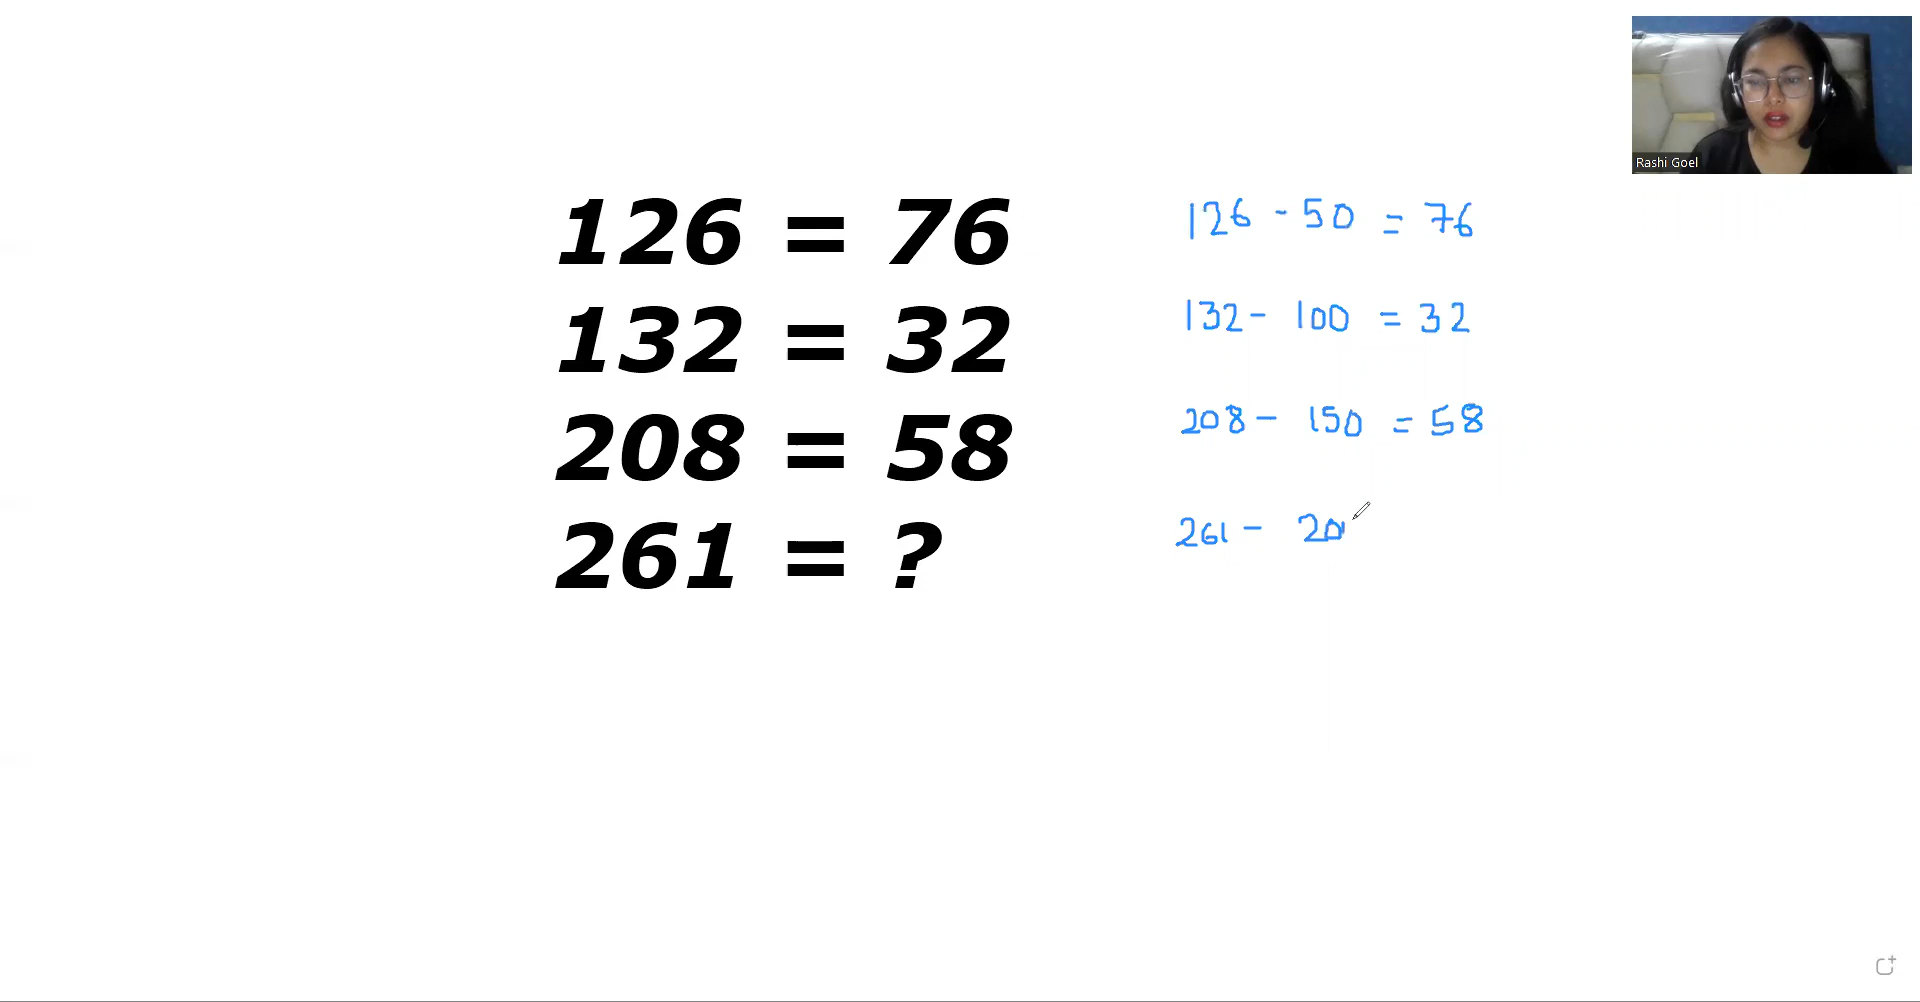 Rashi Goel
126 = 76
132 = 32
208 = 58
261 = ?
126 - 50 = 76
132 - 100 = 32
208 - 150 = 58
261 - 20